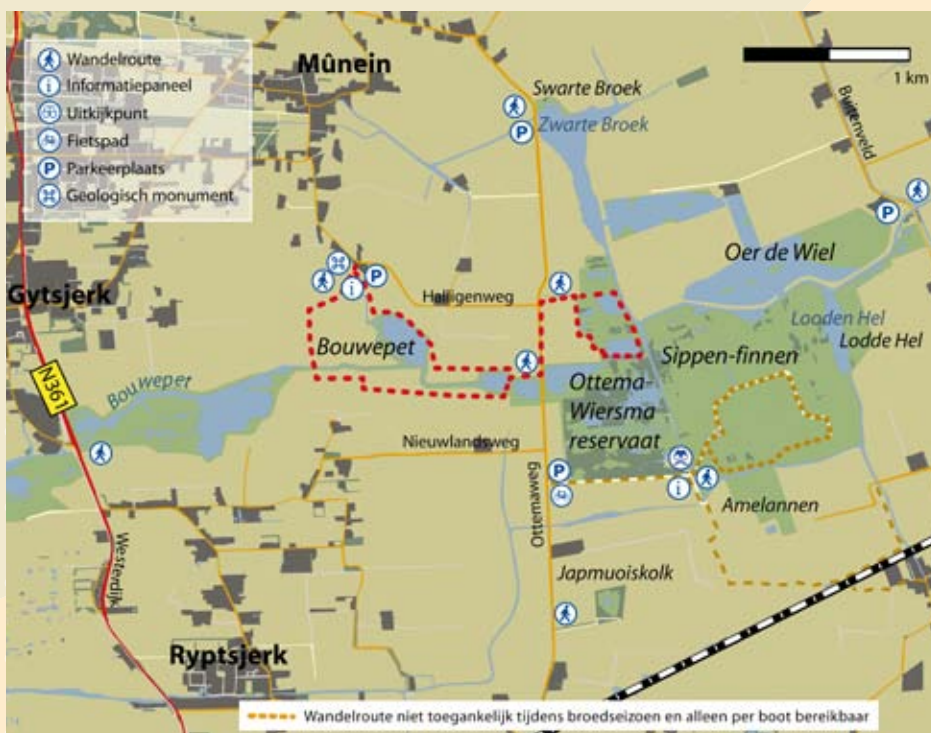 Wandelroute
i Informatiepaneel
Uitkijkpunt
Fietspad
P Parkeerplaats
Geologisch monument
Mûnein
1 km
Swarte Broek
P Zwarte Broek
Buitenveld
P
Oer de Wiel
Gytsjerk
i P
Halligenweg
Looden Hel
Lodde Hel
Bouwepet
Sippen-finnen
N361
Bouwepet
Ottema-
Wiersma
reservaat
Nieuwlandsweg
P
i
Ottemaweg
Amelannen
Westerdijk
Japmuoiskolk
Ryptsjerk
Wandelroute niet toegankelijk tijdens broedseizoen en alleen per boot bereikbaar